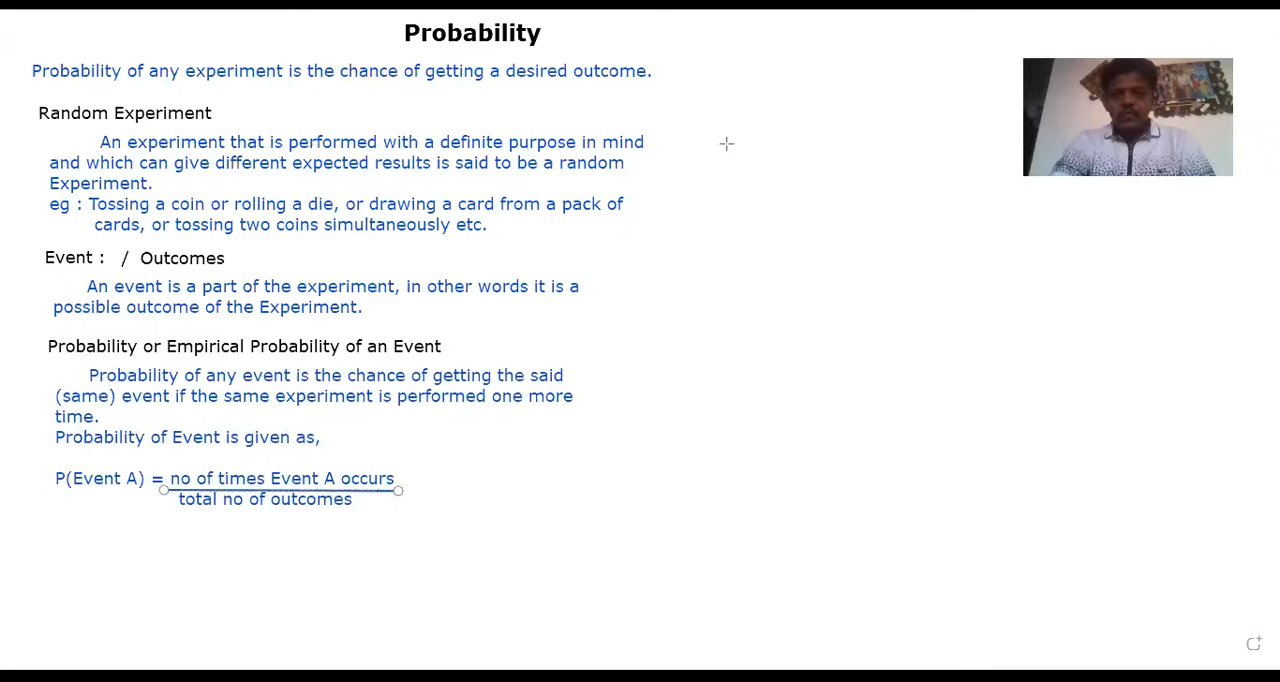 Probability
Probability of any experiment is the chance of getting a desired outcome.
Random Experiment
An experiment that is performed with a definite purpose in mind
and which can give different expected results is said to be a random
Experiment.
eg : Tossing a coin or rolling a die, or drawing a card from a pack of
cards, or tossing two coins simultaneously etc.
Event : / Outcomes
An event is a part of the experiment, in other words it is a
possible outcome of the Experiment.
Probability or Empirical Probability of an Event
Probability of any event is the chance of getting the said
(same) event if the same experiment is performed one more
time.
Probability of Event is given as,
P(Event A) = no of times Event A occurs
total no of outcomes